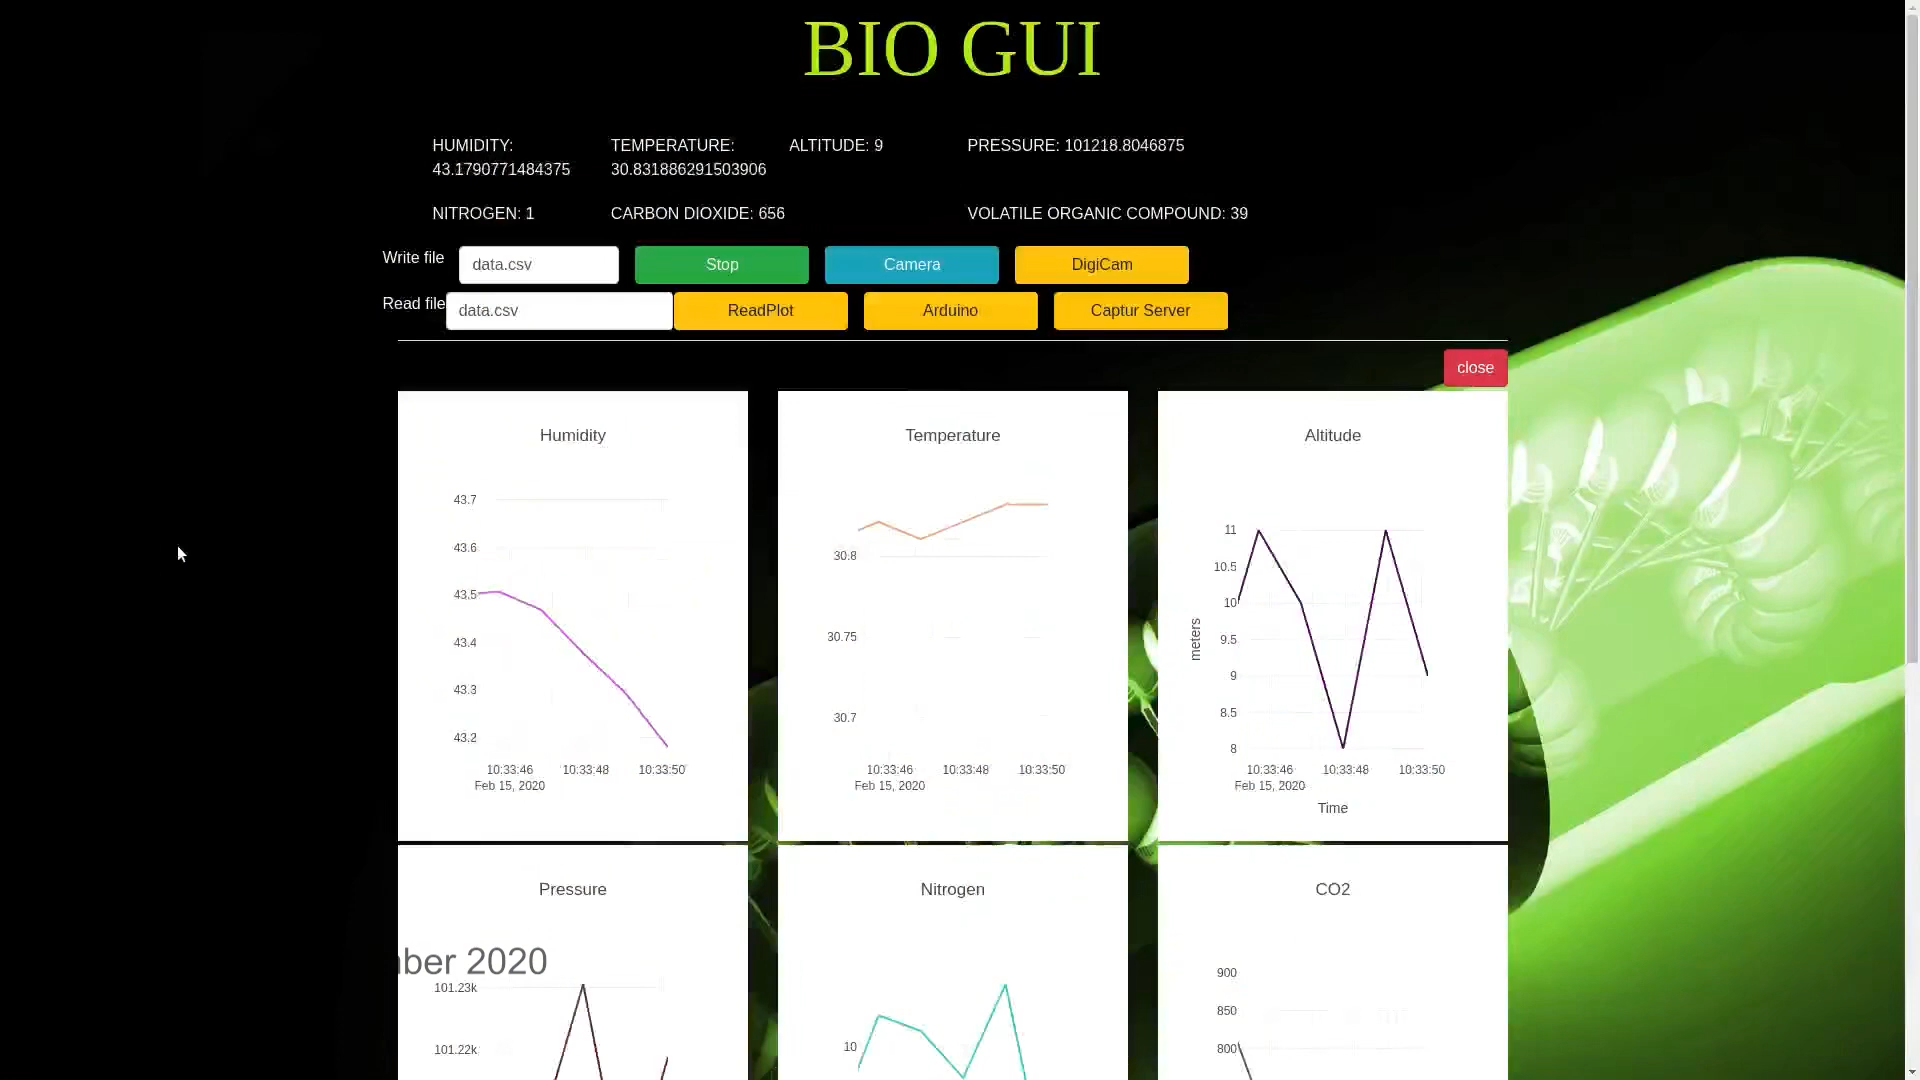 BIO GUI
HUMIDITY: TEMPERATURE: ALTITUDE: 9 PRESSURE: 101218.8046875
43.1790771484375 30.831886291503906
NITROGEN: 1 CARBON DIOXIDE: 656 VOLATILE ORGANIC COMPOUND: 39
Write file data.csv Stop Camera DigiCam
Read file data.csv ReadPlot Arduino Captur Server
close
Humidity
43.7
43.6
43.5
43.4
43.3
43.2
10:33:46 10:33:48 10:33:50
Feb 15, 2020
Temperature
30.8
30.75
30.7
10:33:46 10:33:48 10:33:50
Feb 15, 2020
Altitude
11
10.5
10
9.5
9
8.5
8
meters
10:33:46 10:33:48 10:33:50
Feb 15, 2020
Time
Pressure
2020
101.23k
101.22k
Nitrogen
10
CO2
900
850
800